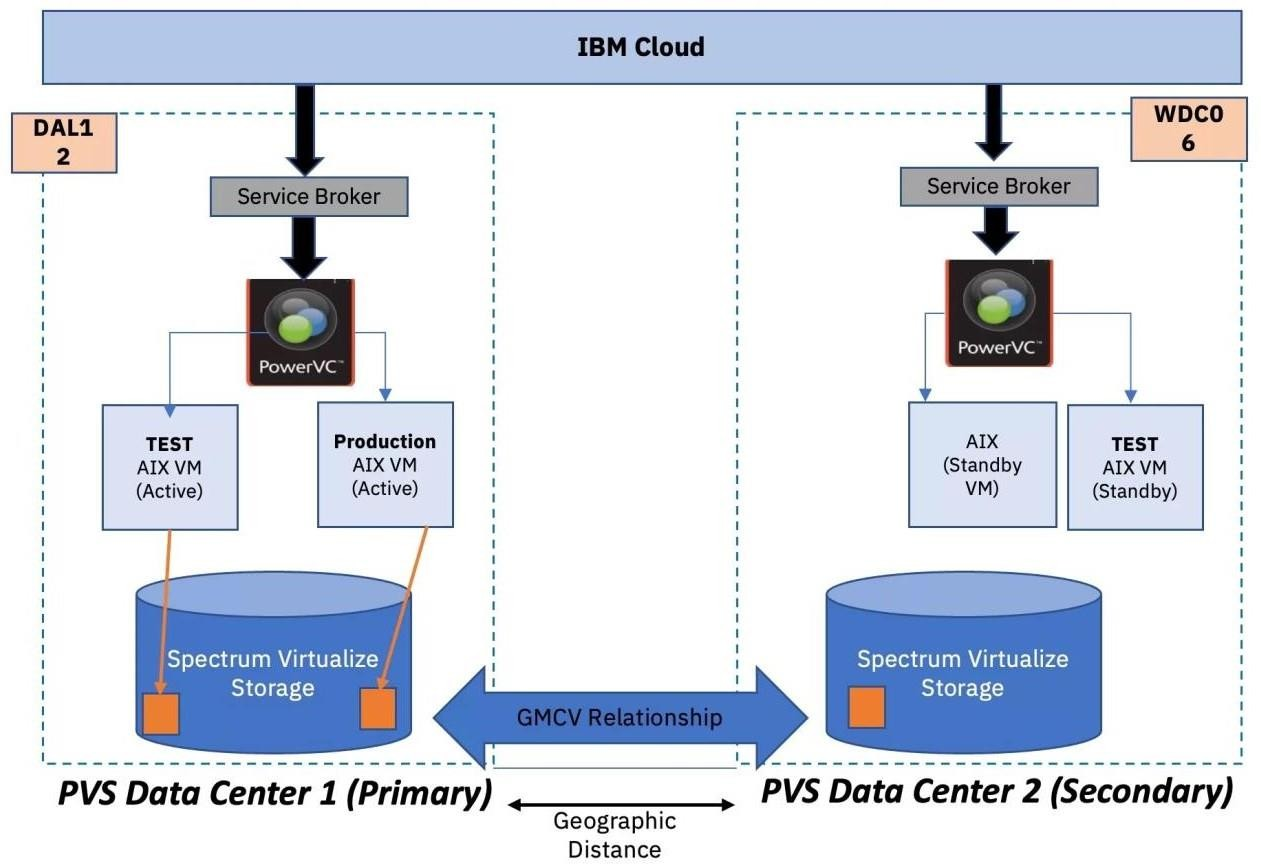 IBM Cloud
DAL1
2
WDC0
6
Service Broker
Service Broker
PowerVC™
PowerVC™
TEST
AIX VM
(Active)
Production
AIX VM
(Active)
AIX
(Standby
VM)
TEST
AIX VM
(Standby)
Spectrum Virtualize
Storage
Spectrum Virtualize
Storage
GMCV Relationship
PVS Data Center 1 (Primary)
PVS Data Center 2 (Secondary)
Geographic
Distance